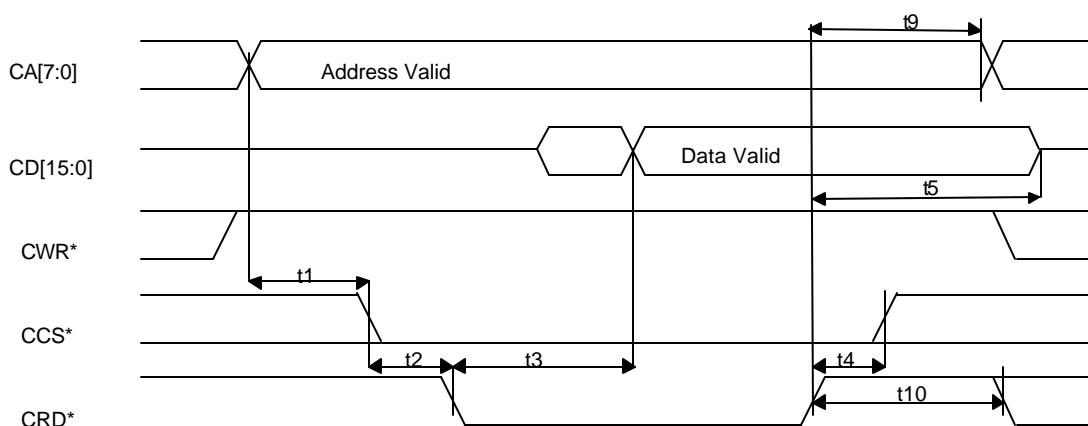 t9
CA[7:0]
Address Valid
CD[15:0]
Data Valid
t5
CWR*
t1
CCS*
t2
t3
t4
t10
CRD*